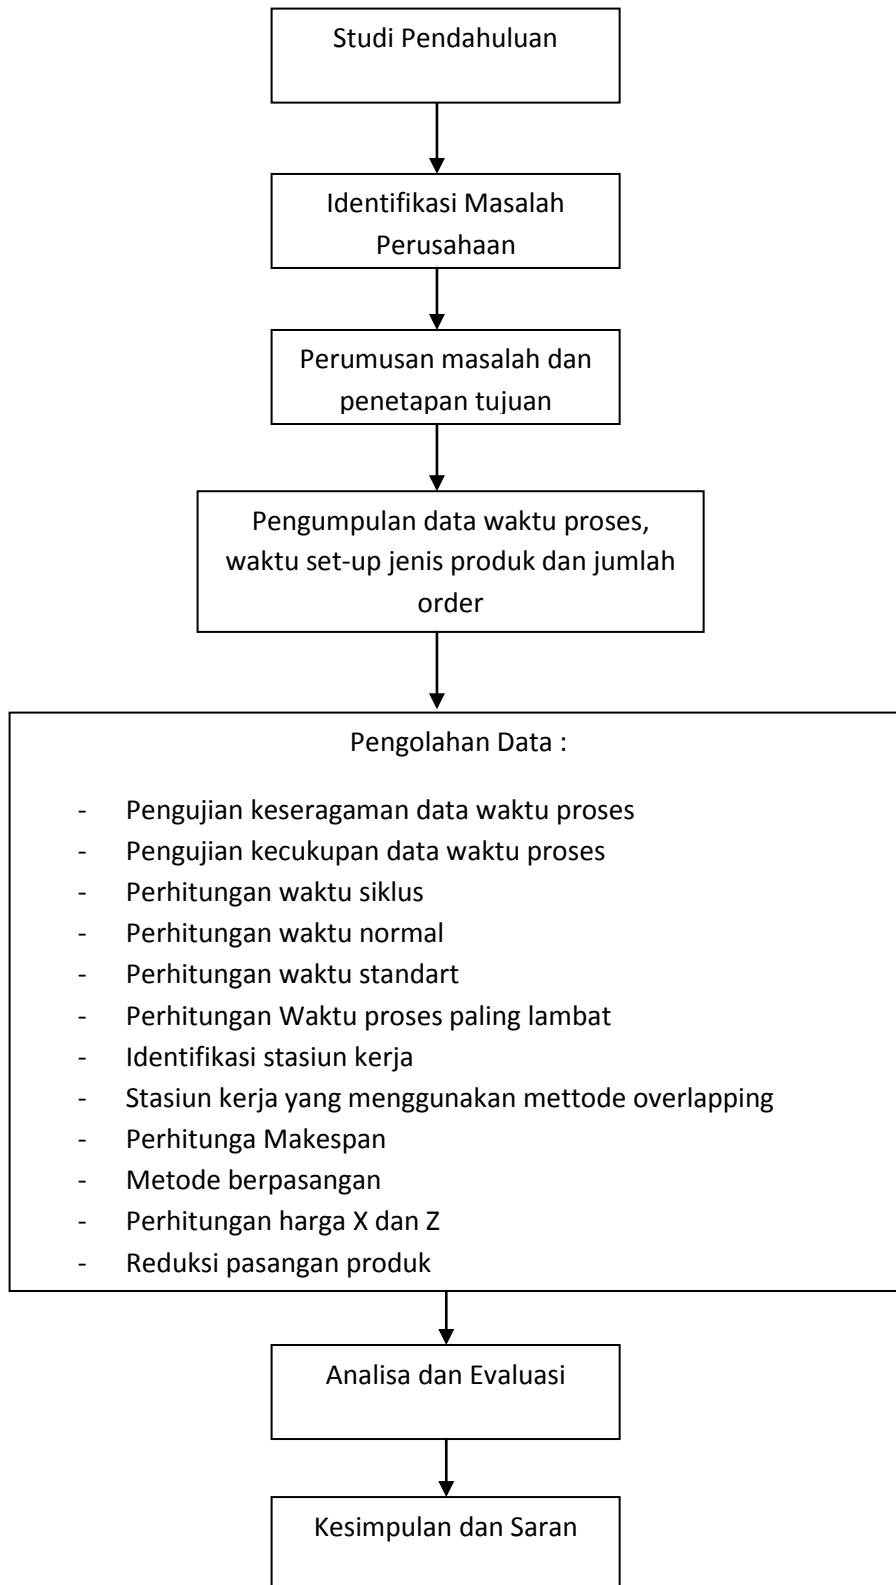 Studi Pendahuluan
Identifikasi Masalah
Perusahaan
Perumusan masalah dan
penetapan tujuan
Pengumpulan data waktu proses,
waktu set-up jenis produk dan jumlah
order
Pengolahan Data :
- Pengujian keseragaman data waktu proses
- Pengujian kecukupan data waktu proses
- Perhitungan waktu siklus
- Perhitungan waktu normal
- Perhitungan waktu standart
- Perhitungan Waktu proses paling lambat
- Identifikasi stasiun kerja
- Stasiun kerja yang menggunakan mettode overlapping
- Perhitunga Makespan
- Metode berpasangan
- Perhitungan harga X dan Z
- Reduksi pasangan produk
Analisa dan Evaluasi
Kesimpulan dan Saran